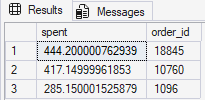 Results Messages
spent order_id
1 444.200000762939 18845
2 417.14999961853 10760
3 285.150001525879 1096